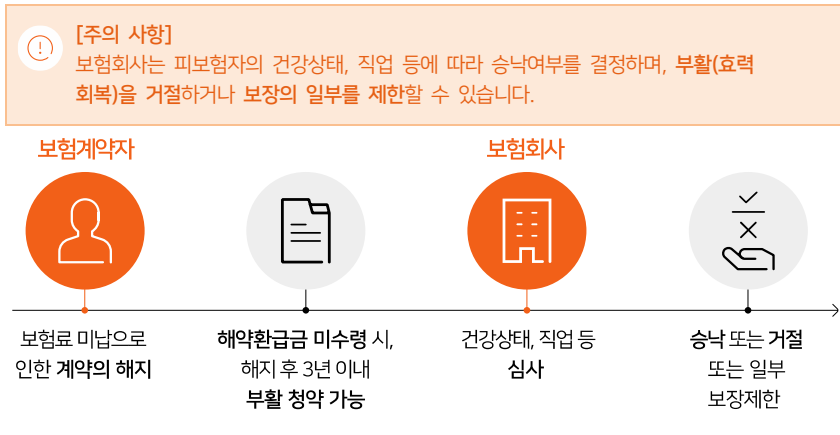 [주의 사항]
보험회사는 피보험자의 건강상태, 직업 등에 따라 승낙여부를 결정하며, 부활(효력
회복)을 거절하거나 보장의 일부를 제한할 수 있습니다.
보험계약자
보험료 미납으로
인한 계약의 해지
해약환급금 미수령 시,
해지 후 3년 이내
부활 청약 가능
보험회사
건강상태, 직업 등
심사
승낙 또는 거절
또는 일부
보장제한